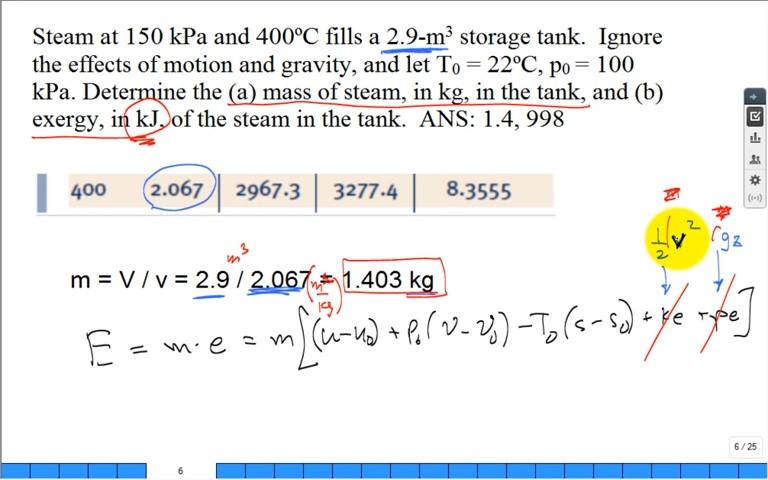 Steam at 150 kPa and 400ºC fills a 2.9-m³ storage tank. Ignore
the effects of motion and gravity, and let T₀ = 22ºC, p₀ = 100
kPa. Determine the (a) mass of steam, in kg, in the tank, and (b)
exergy, in kJ, of the steam in the tank. ANS: 1.4, 998
400 2.067 2967.3 3277.4 8.3555
½ v² gz
m³
m = V / v = 2.9 / 2.067 = 1.403 kg
m³/kg
E = m·e = m[(u-u₀) + P₀(v-v₀) - T₀(s-s₀) + ke + pe]
6 / 25
6